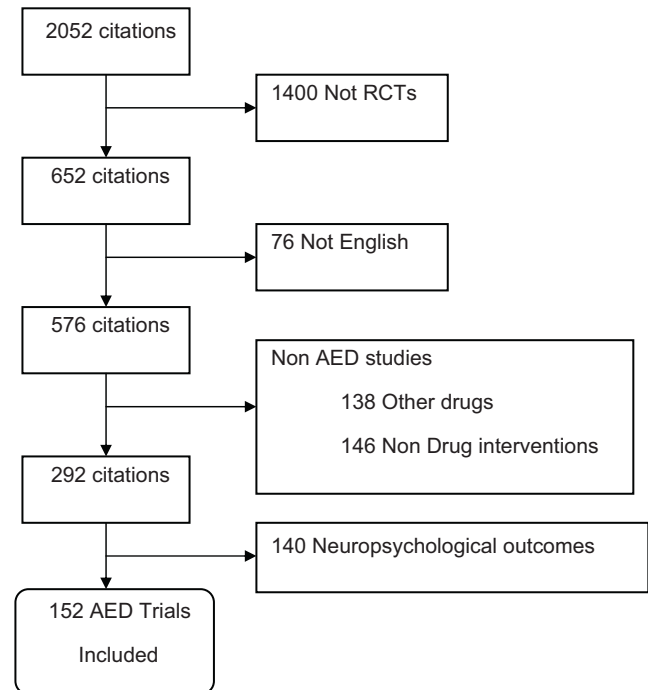 2052 citations
1400 Not RCTs
652 citations
76 Not English
576 citations
Non AED studies
138 Other drugs
146 Non Drug interventions
292 citations
140 Neuropsychological outcomes
152 AED Trials
Included